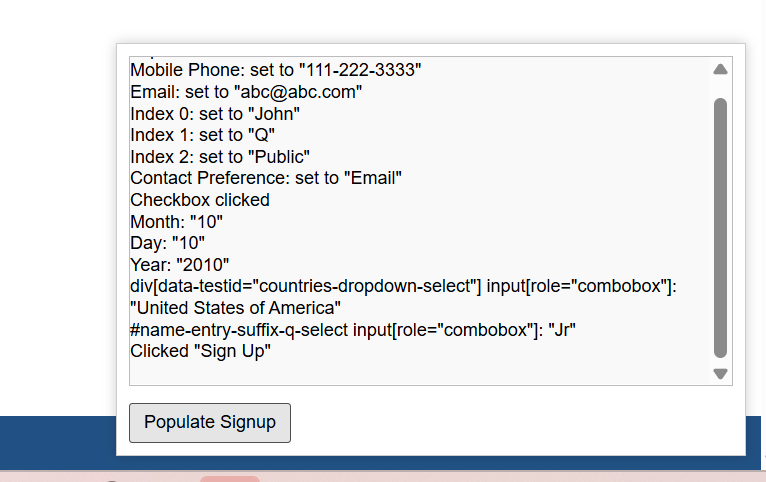 Mobile Phone: set to "111-222-3333"
Email: set to "abc@abc.com"
Index 0: set to "John"
Index 1: set to "Q"
Index 2: set to "Public"
Contact Preference: set to "Email"
Checkbox clicked
Month: "10"
Day: "10"
Year: "2010"
div[data-testid="countries-dropdown-select"] input[role="combobox"]:
"United States of America"
#name-entry-suffix-q-select input[role="combobox"]: "Jr"
Clicked "Sign Up"
Populate Signup